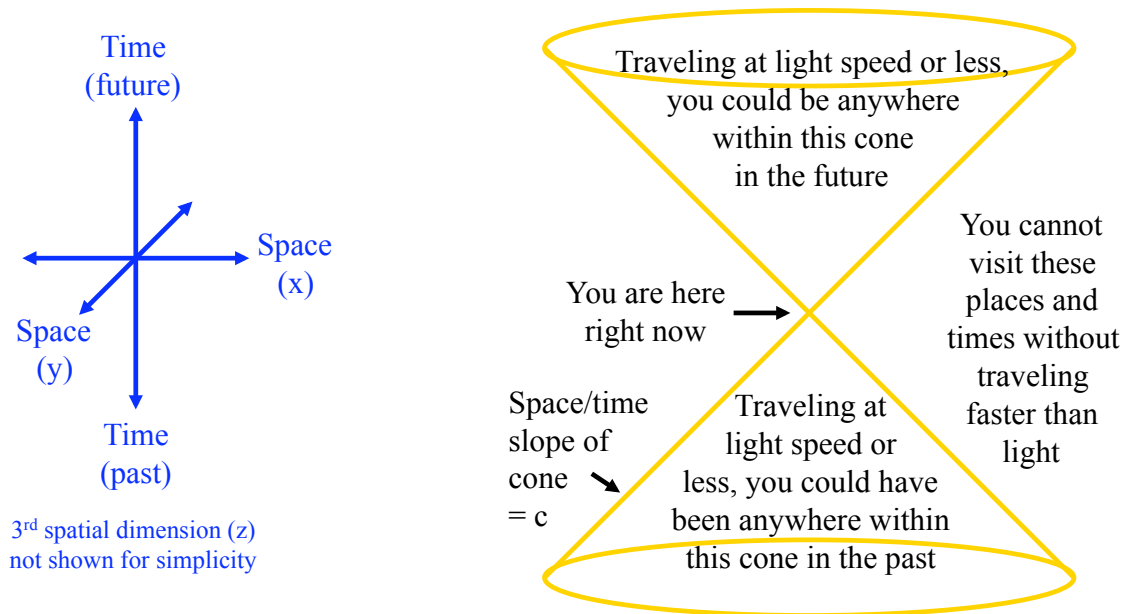 Time
(future)
Space
(x)
Space
(y)
Time
(past)
3rd spatial dimension (z)
not shown for simplicity
Traveling at light speed or less,
you could be anywhere
within this cone
in the future
You are here
right now
You cannot
visit these
places and
times without
traveling
faster than
light
Space/time
slope of
cone
= c
Traveling at
light speed or
less, you could have
been anywhere within
this cone in the past